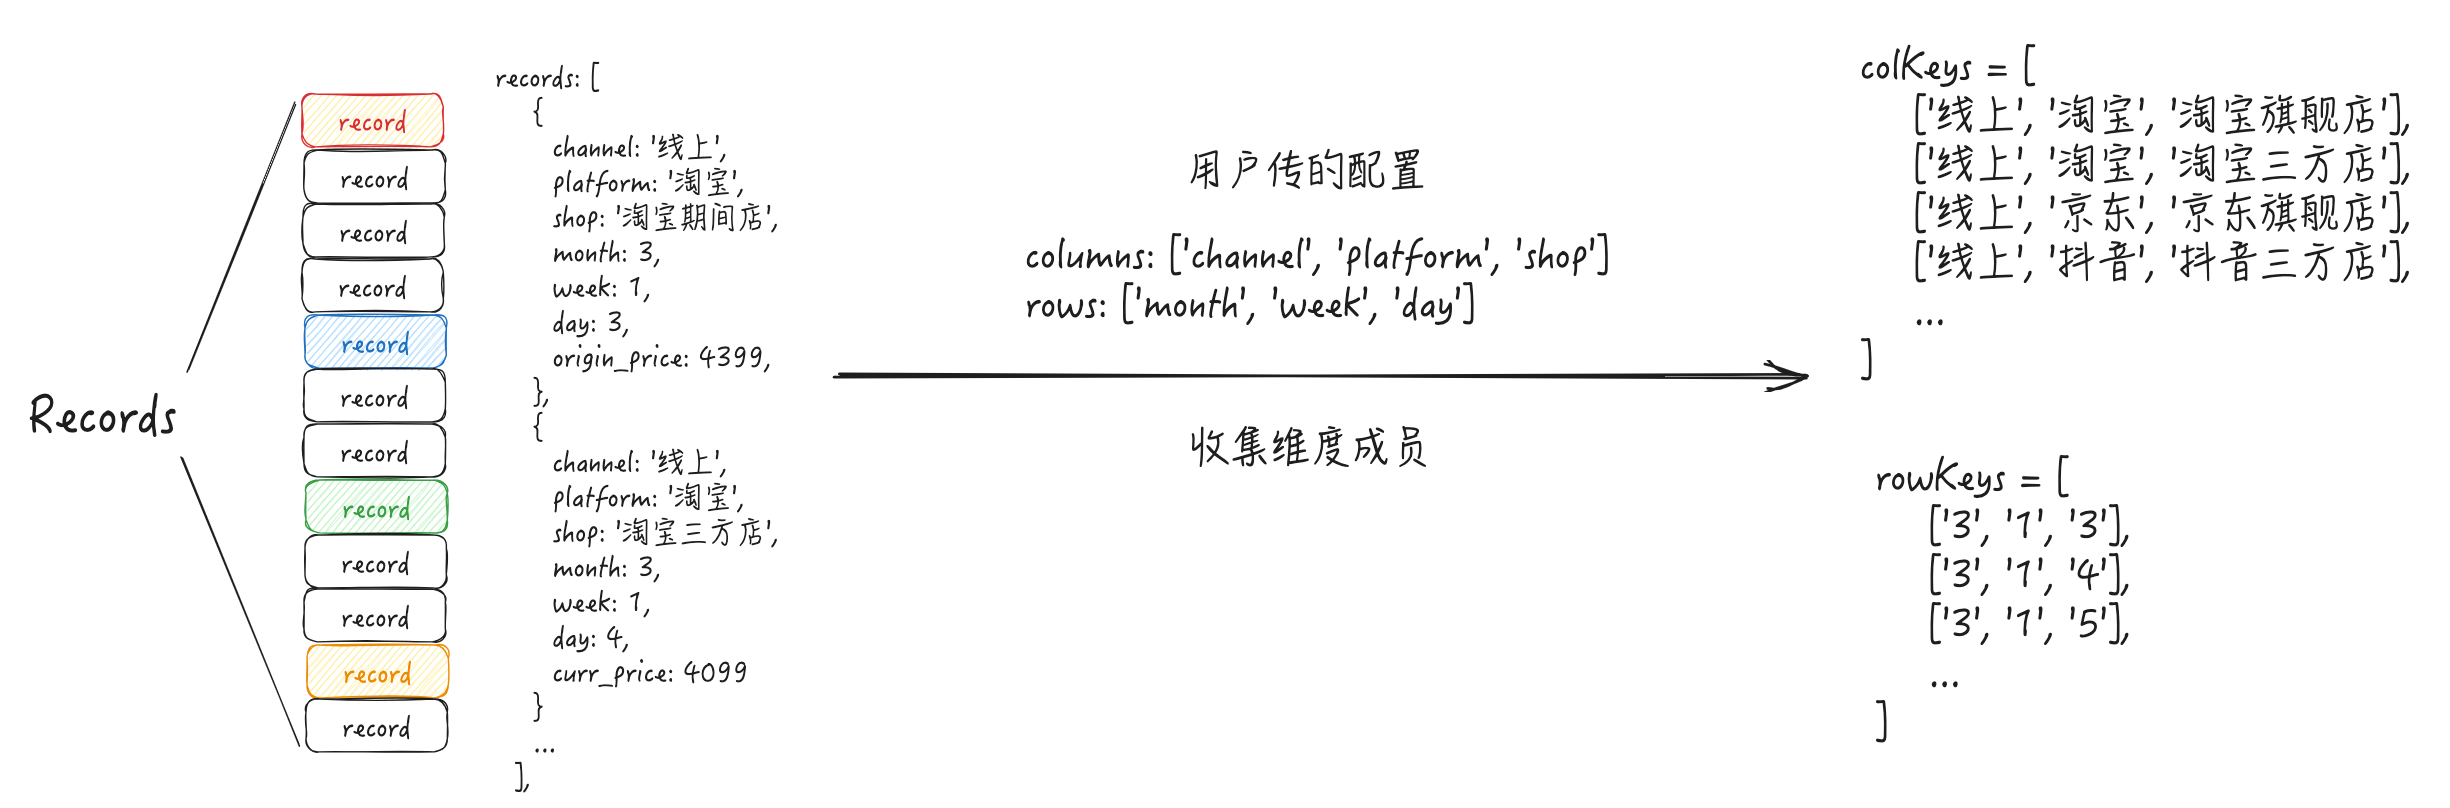 Records
record
record
record
record
record
record
record
record
record
record
record
record
records: [
{
channel: '线上',
platform: '淘宝',
shop: '淘宝期间店',
month: 3,
week: 1,
day: 3,
origin_price: 4399,
},
{
channel: '线上',
platform: '淘宝',
shop: '淘宝三方店',
month: 3,
week: 1,
day: 4,
curr_price: 4099
}
...
],
用户传的配置
columns: ['channel', 'platform', 'shop']
rows: ['month', 'week', 'day']
收集维度成员
colKeys = [
['线上', '淘宝', '淘宝旗舰店'],
['线上', '淘宝', '淘宝三方店'],
['线上', '京东', '京东旗舰店'],
['线上', '抖音', '抖音三方店'],
...
]
rowKeys = [
['3', '1', '3'],
['3', '1', '4'],
['3', '1', '5'],
...
]